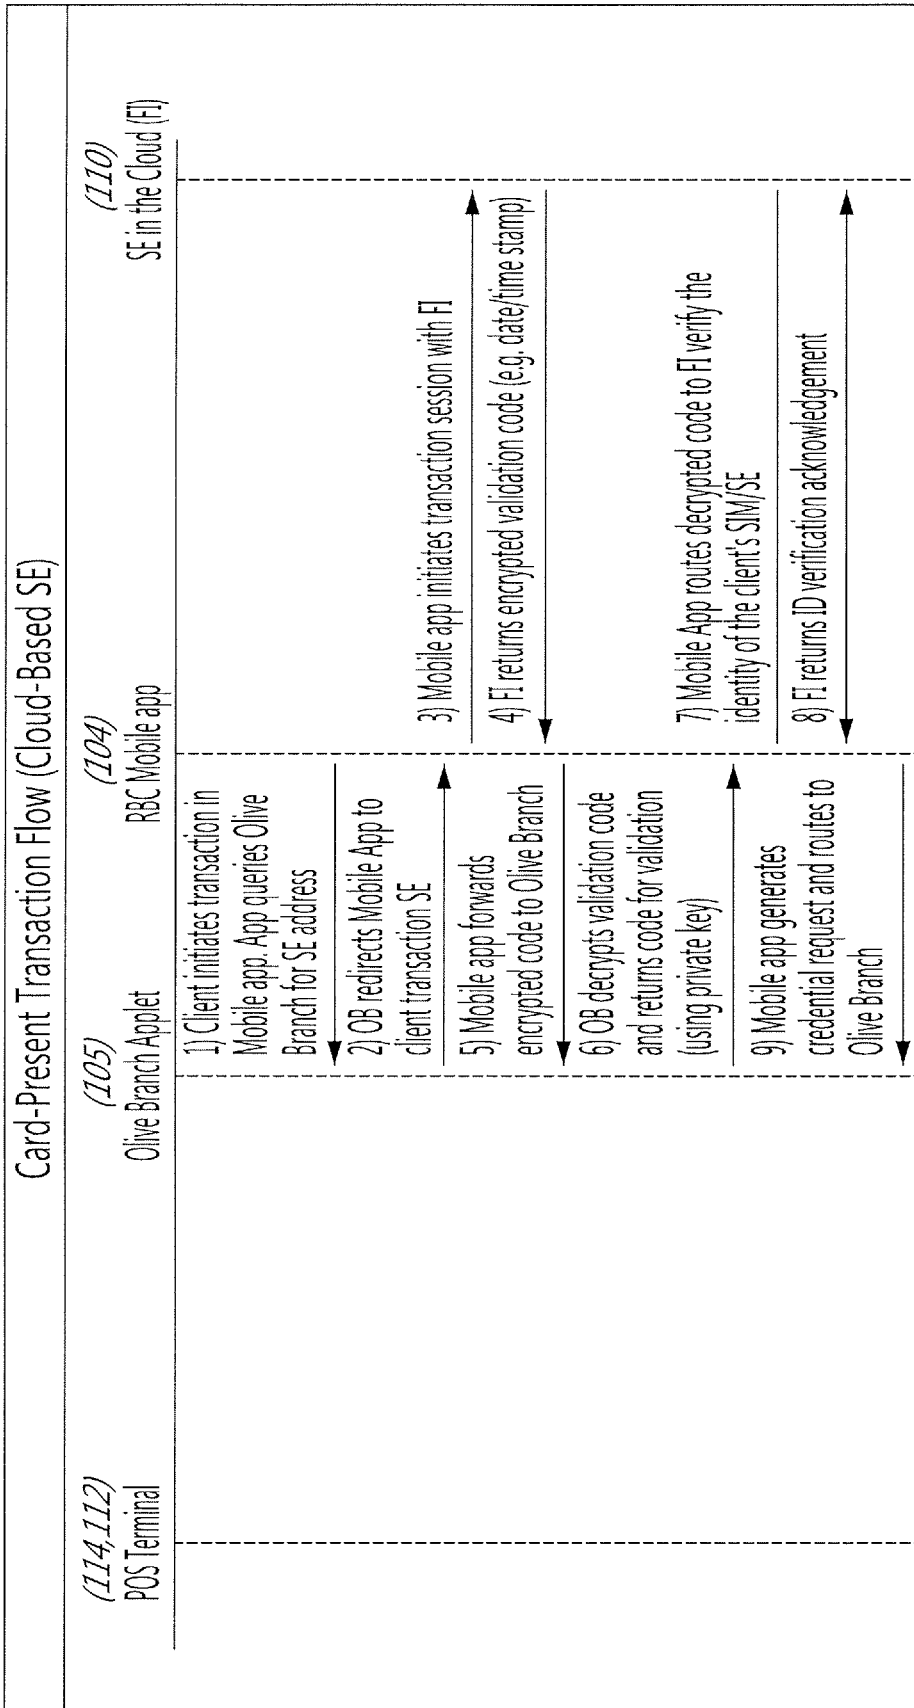 Card-Present Transaction Flow (Cloud-Based SE)
(114,112)
POS Terminal
(105)
Olive Branch Applet
(104)
RBC Mobile app
(110)
SE in the Cloud (FI)
1) Client initiates transaction in
Mobile app. App queries Olive
Branch for SE address
2) OB redirects Mobile App to
client transaction SE
3) Mobile app initiates transaction session with FI
4) FI returns encrypted validation code (e.g. date/time stamp)
5) Mobile app forwards
encrypted code to Olive Branch
6) OB decrypts validation code
and returns code for validation
(using private key)
7) Mobile App routes decrypted code to FI verify the
identity of the client's SIM/SE
8) FI returns ID verification acknowledgement
9) Mobile app generates
credential request and routes to
Olive Branch